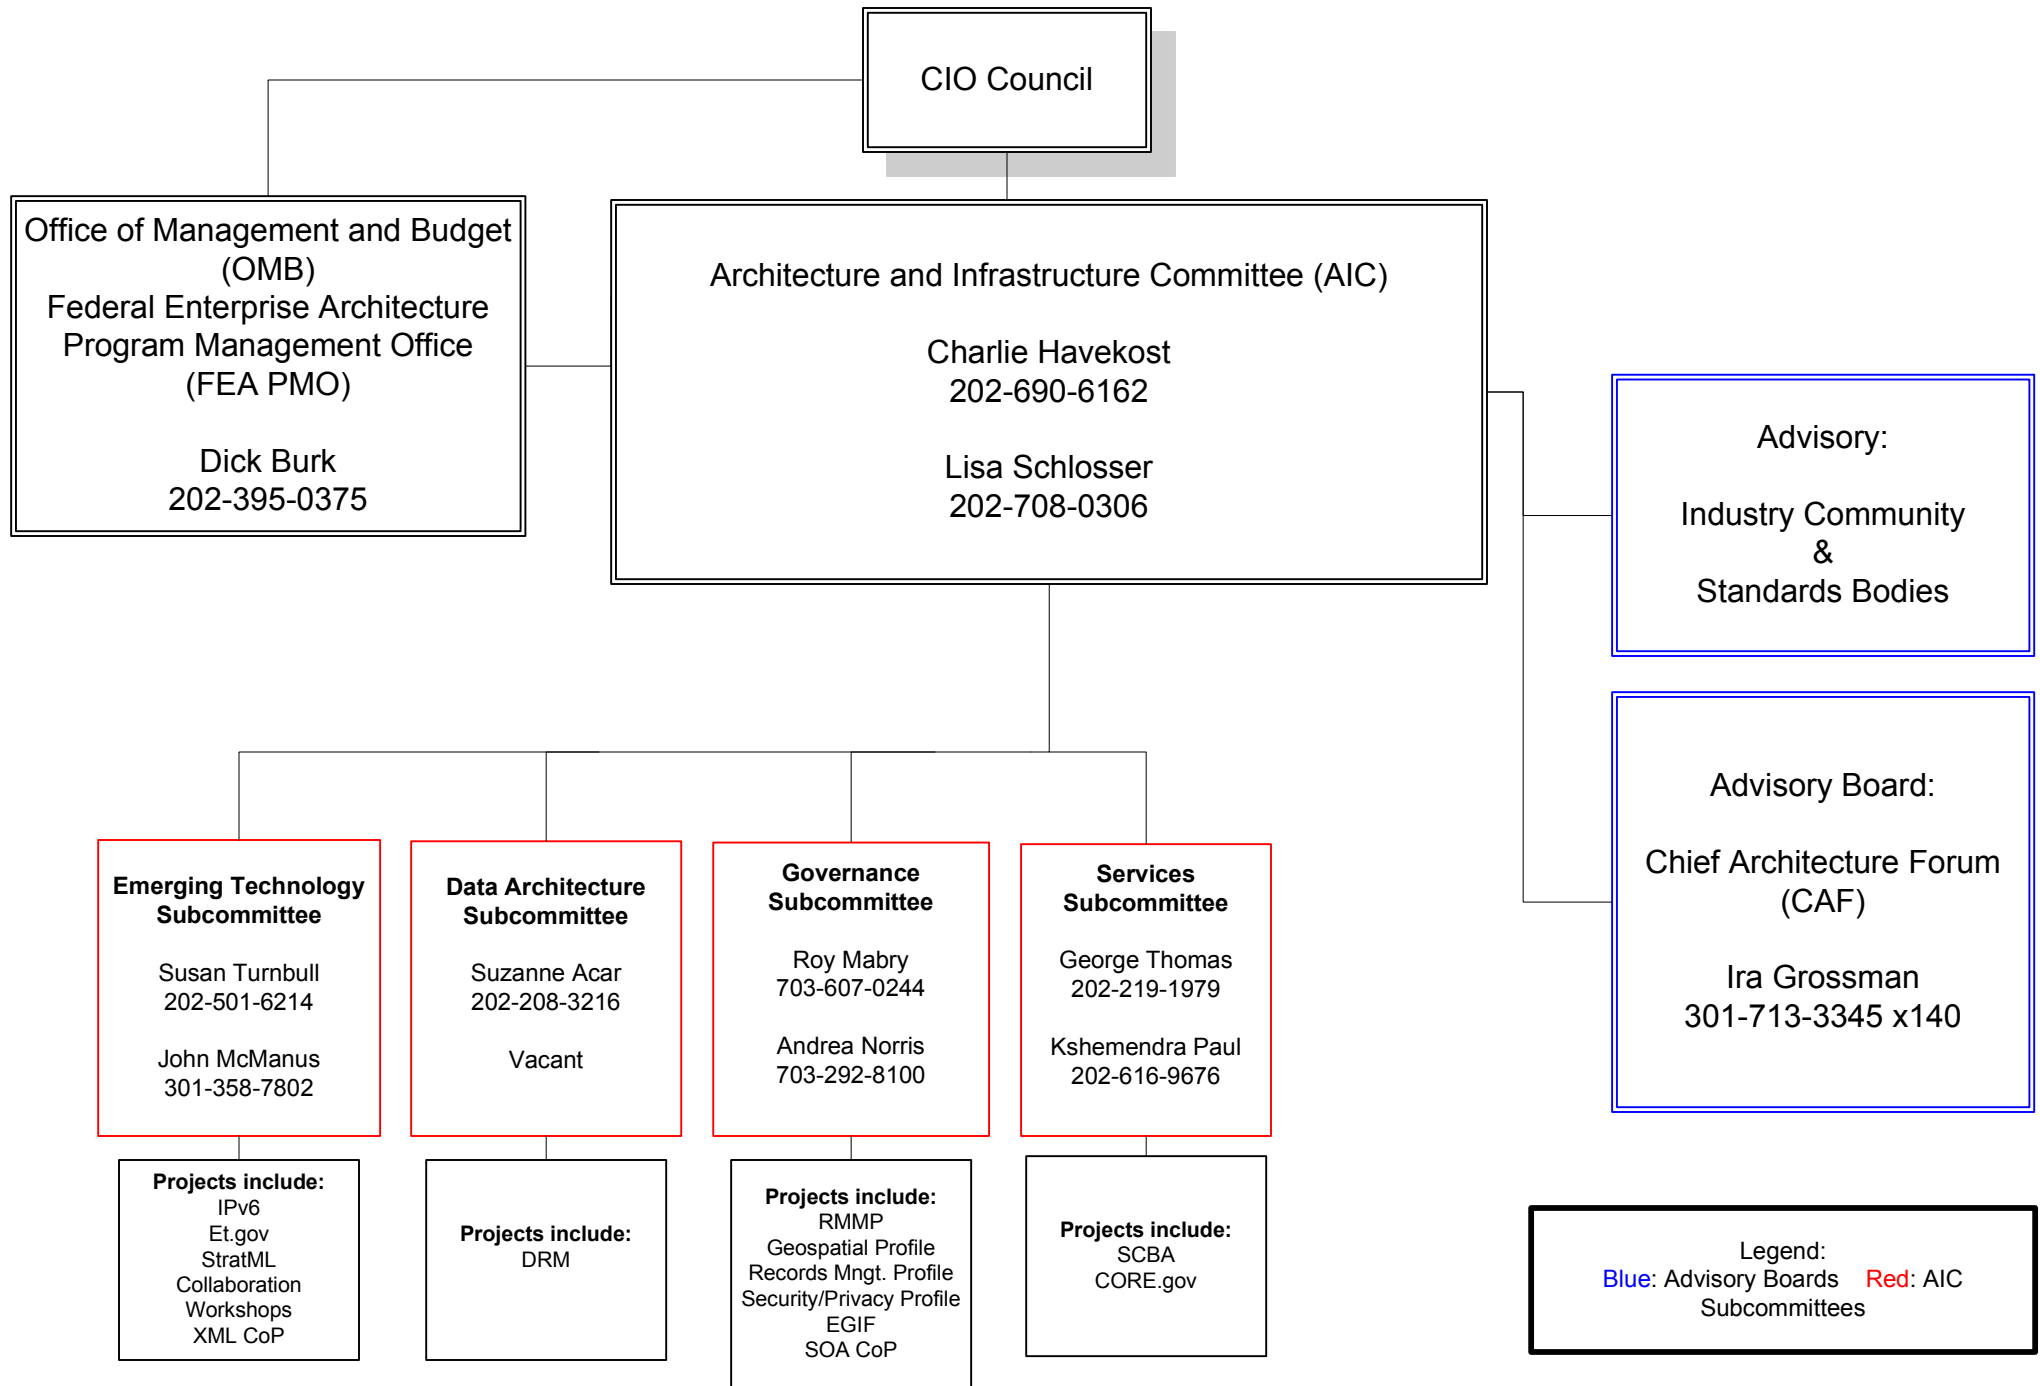 CIO Council
Office of Management and Budget
(OMB)
Federal Enterprise Architecture
Program Management Office
(FEA PMO)
Dick Burk
202-395-0375
Architecture and Infrastructure Committee (AIC)
Charlie Havekost
202-690-6162
Lisa Schlosser
202-708-0306
Advisory:
Industry Community
&
Standards Bodies
Advisory Board:
Chief Architecture Forum
(CAF)
Ira Grossman
301-713-3345 x140
Emerging Technology
Subcommittee
Susan Turnbull
202-501-6214
John McManus
301-358-7802
Data Architecture
Subcommittee
Suzanne Acar
202-208-3216
Vacant
Governance
Subcommittee
Roy Mabry
703-607-0244
Andrea Norris
703-292-8100
Services
Subcommittee
George Thomas
202-219-1979
Kshemendra Paul
202-616-9676
Projects include:
IPv6
Et.gov
StratML
Collaboration
Workshops
XML CoP
Projects include:
DRM
Projects include:
RMMP
Geospatial Profile
Records Mngt. Profile
Security/Privacy Profile
EGIF
SOA CoP
Projects include:
SCBA
CORE.gov
Legend:
Blue: Advisory Boards Red: AIC
Subcommittees